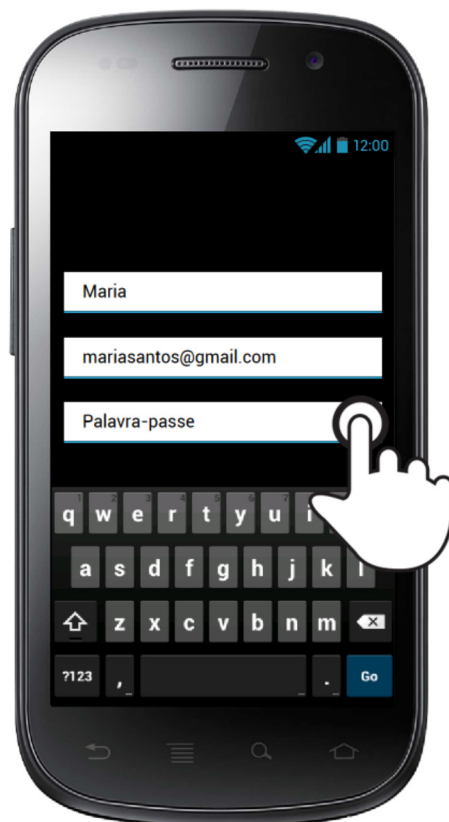 12:00
Maria
mariasantos@gmail.com
Palavra-passe
q w e r t y u i
a s d f g h j k l
z x c v b n m
?123 , . Go